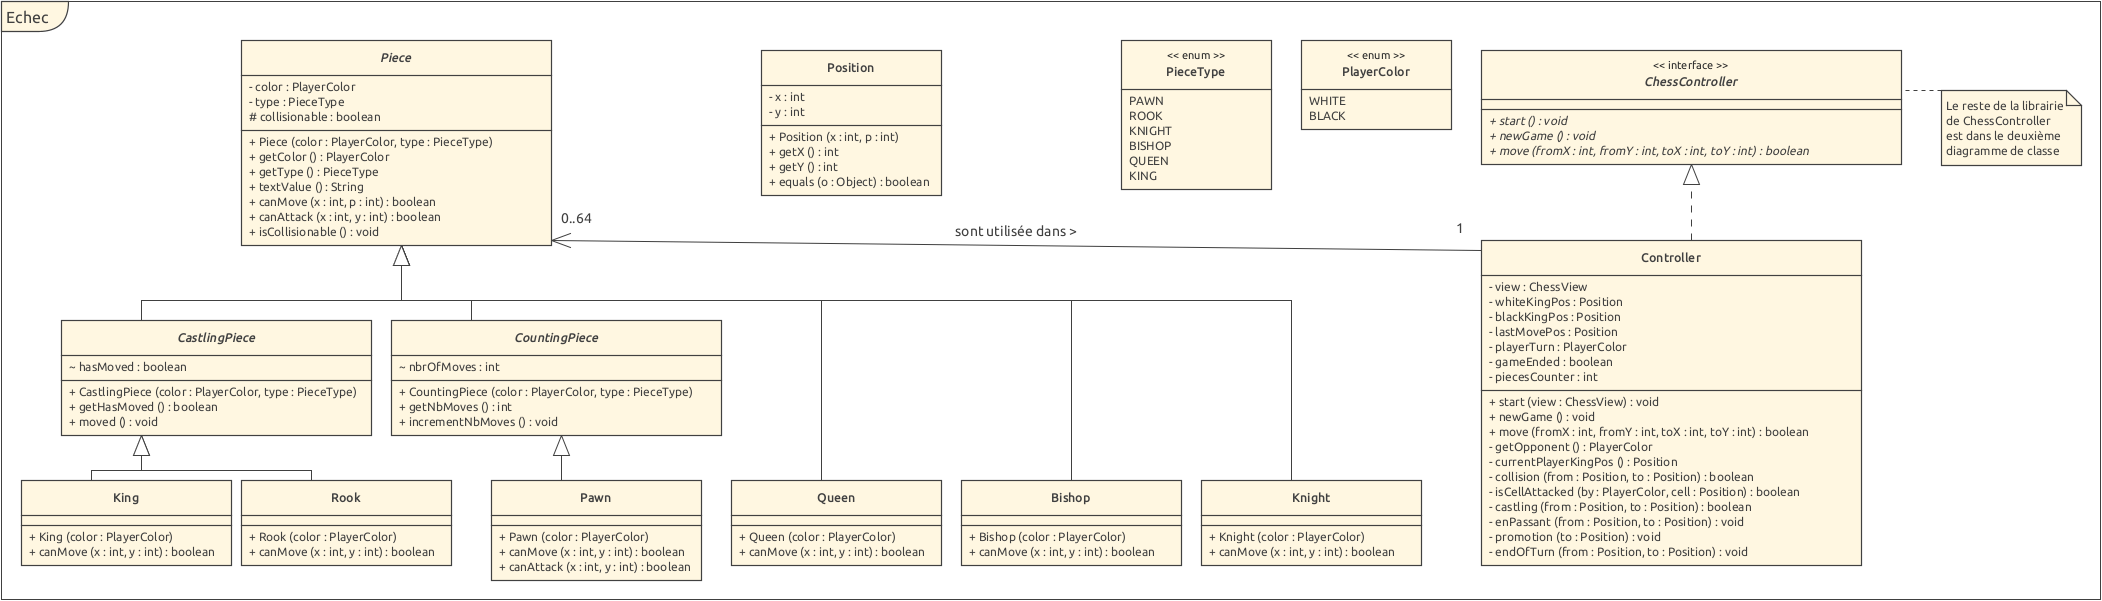 Echec
Piece
- color : PlayerColor
- type : PieceType
# collisionable : boolean
+ Piece (color : PlayerColor, type : PieceType)
+ getColor () : PlayerColor
+ getType () : PieceType
+ textValue () : String
+ canMove (x : int, p : int) : boolean
+ canAttack (x : int, y : int) : boolean
+ isCollisionable () : void
Position
- x : int
- y : int
+ Position (x : int, p : int)
+ getX () : int
+ getY () : int
+ equals (o : Object) : boolean
<< enum >>
PieceType
PAWN
ROOK
KNIGHT
BISHOP
QUEEN
KING
<< enum >>
PlayerColor
WHITE
BLACK
<< interface >>
ChessController
+ start () : void
+ newGame () : void
+ move (fromX : int, fromY : int, toX : int, toY : int) : boolean
Le reste de la librairie
de ChessController
est dans le deuxième
diagramme de classe
0..64
sont utilisée dans >
1
CastlingPiece
~ hasMoved : boolean
+ CastlingPiece (color : PlayerColor, type : PieceType)
+ getHasMoved () : boolean
+ moved () : void
CountingPiece
~ nbrOfMoves : int
+ CountingPiece (color : PlayerColor, type : PieceType)
+ getNbMoves () : int
+ incrementNbMoves () : void
Controller
- view : ChessView
- whiteKingPos : Position
- blackKingPos : Position
- lastMovePos : Position
- playerTurn : PlayerColor
- gameEnded : boolean
- piecesCounter : int
+ start (view : ChessView) : void
+ newGame () : void
+ move (fromX : int, fromY : int, toX : int, toY : int) : boolean
- getOpponent () : PlayerColor
- currentPlayerKingPos () : Position
- collision (from : Position, to : Position) : boolean
- isCellAttacked (by : PlayerColor, cell : Position) : boolean
- castling (from : Position, to : Position) : boolean
- enPassant (from : Position, to : Position) : void
- promotion (to : Position) : void
- endOfTurn (from : Position, to : Position) : void
King
+ King (color : PlayerColor)
+ canMove (x : int, y : int) : boolean
Rook
+ Rook (color : PlayerColor)
+ canMove (x : int, y : int) : boolean
Pawn
+ Pawn (color : PlayerColor)
+ canMove (x : int, y : int) : boolean
+ canAttack (x : int, y : int) : boolean
Queen
+ Queen (color : PlayerColor)
+ canMove (x : int, y : int) : boolean
Bishop
+ Bishop (color : PlayerColor)
+ canMove (x : int, y : int) : boolean
Knight
+ Knight (color : PlayerColor)
+ canMove (x : int, y : int) : boolean